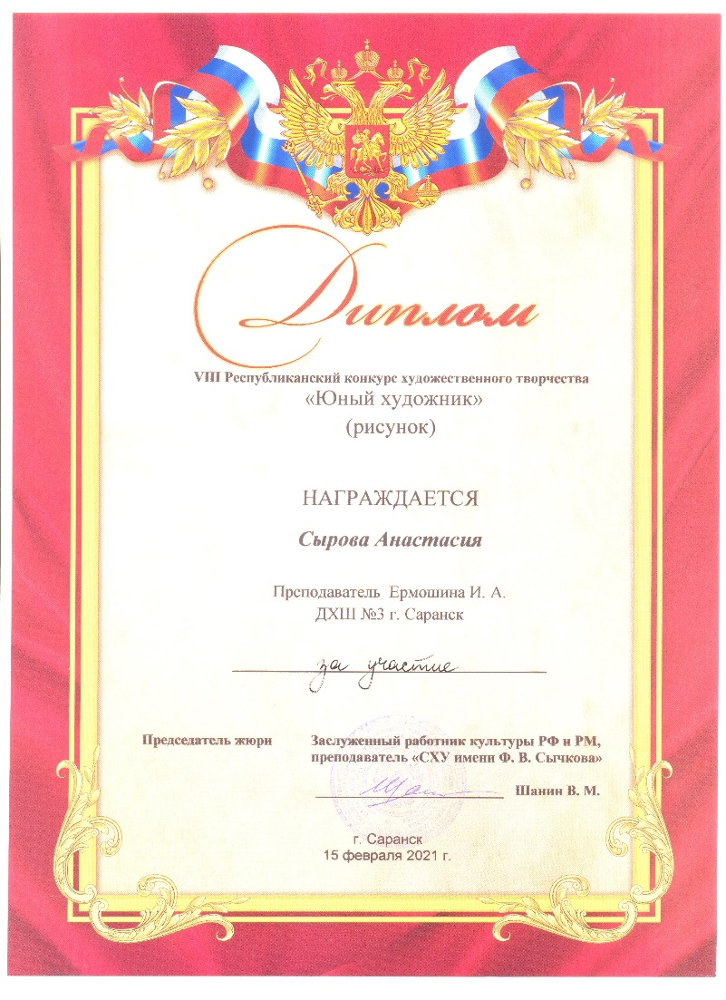 Диплом
VIII Республиканский конкурс художественного творчества
«Юный художник»
(рисунок)
НАГРАЖДАЕТСЯ
Сырова Анастасия
Преподаватель Ермошина И. А.
ДХШ №3 г. Саранск
за участие
Председатель жюри Заслуженный работник культуры РФ и РМ,
преподаватель «СХУ имени Ф. В. Сычкова»
Шанин В. М.
г. Саранск
15 февраля 2021 г.